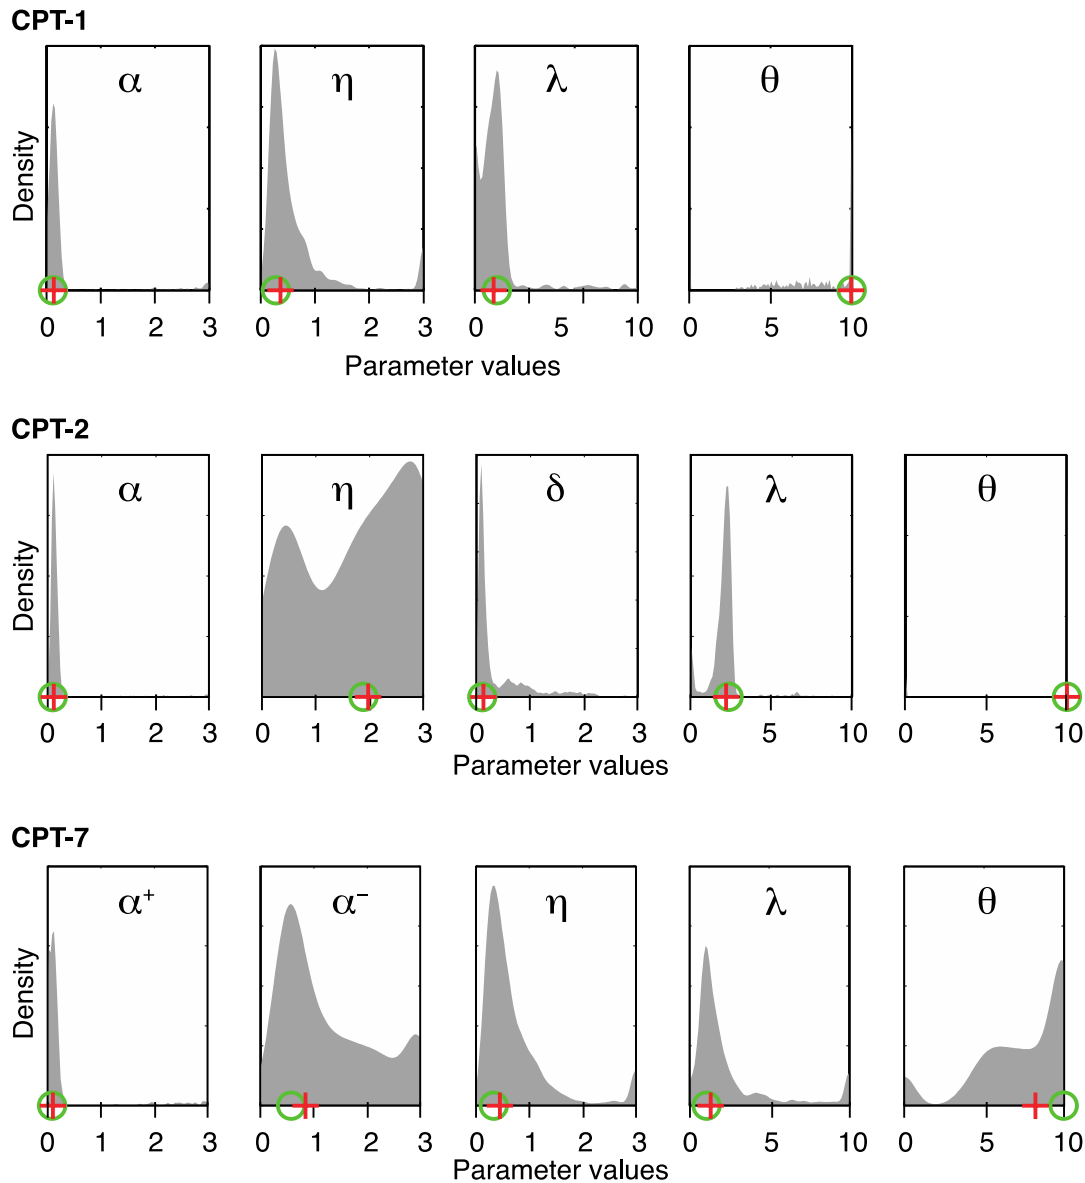 CPT-1
α η λ θ
Density
0 1 2 3 0 1 2 3 0 1 5 10 0 5 10
Parameter values
CPT-2
α η δ λ θ
Density
0 1 2 3 0 1 2 3 0 1 2 3 0 5 10 0 5 10
Parameter values
CPT-7
α⁺ α⁻ η λ θ
Density
0 1 2 3 0 1 2 3 0 1 2 3 0 5 10 0 5 10
Parameter values